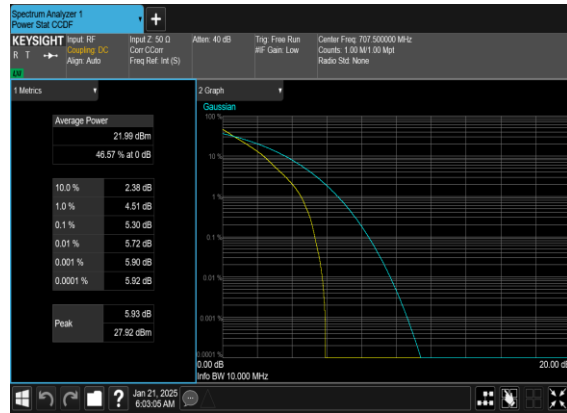 Spectrum Analyzer 1
Power Stat CCDF
+
KEYSIGHT
R T
LV
Input: RF
Coupling: DC
Align: Auto
Input Z: 50 Ω
Corr CCorr
Freq Ref: Int (S)
Atten: 40 dB
Trig: Free Run
#IF Gain: Low
Center Freq: 707.500000 MHz
Counts: 1.00 M/1.00 Mpt
Radio Std: None
1 Metrics
Average Power
21.99 dBm
46.57 % at 0 dB
10.0 % 2.38 dB
1.0 % 4.51 dB
0.1 % 5.30 dB
0.01 % 5.72 dB
0.001 % 5.90 dB
0.0001 % 5.92 dB
Peak
5.93 dB
27.92 dBm
2 Graph
Gaussian
100 %
10 %
1 %
0.1 %
0.01 %
0.001 %
0.0001 %
0.00 dB 20.00 dB
Info BW 10.000 MHz
?
Jan 21, 2025
6:03:05 AM